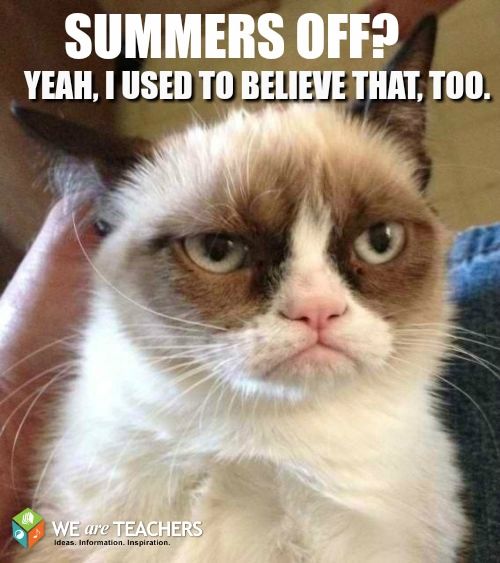 SUMMERS OFF?
YEAH, I USED TO BELIEVE THAT, TOO.
WE are TEACHERS
Ideas. Information. Inspiration.